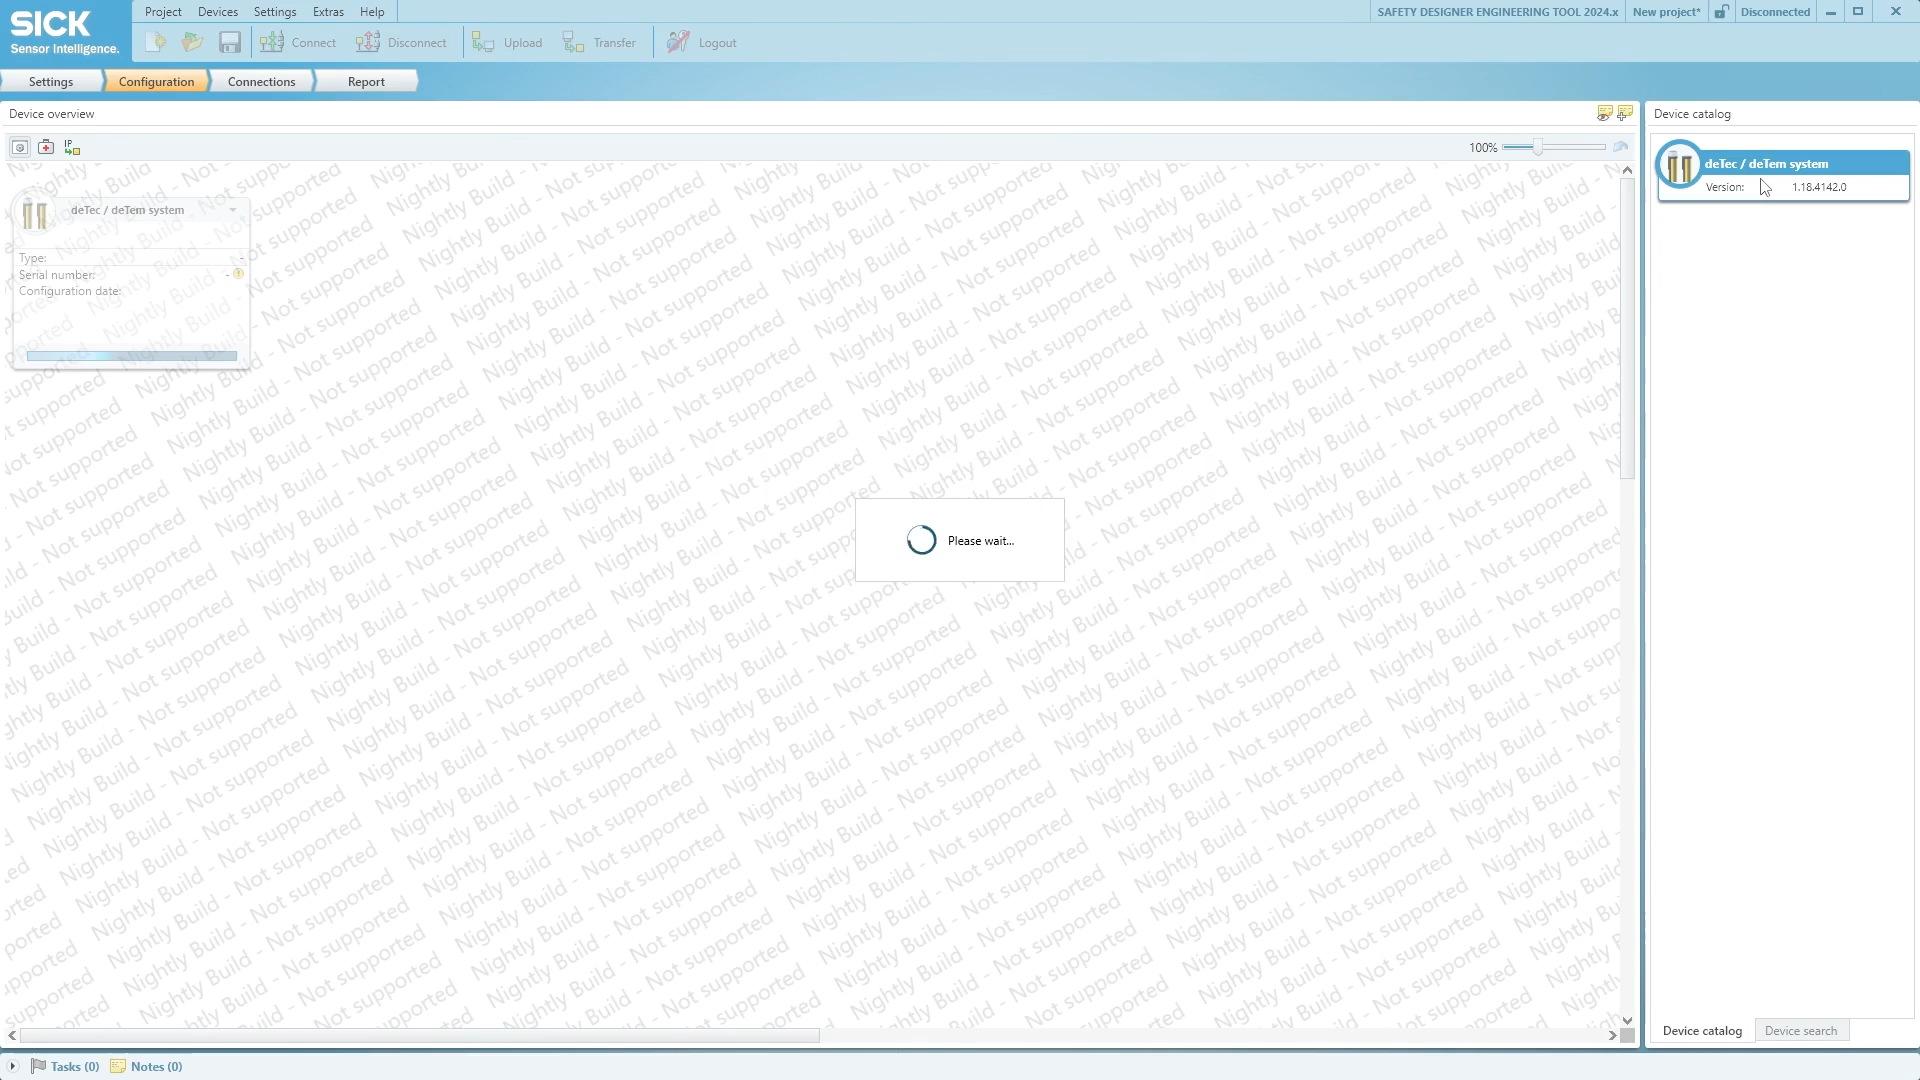 SICK
Sensor Intelligence.
Project Devices Settings Extras Help
SAFETY DESIGNER ENGINEERING TOOL 2024.x New project* Disconnected
Connect Disconnect Upload Transfer Logout
Settings Configuration Connections Report
Device overview
Device catalog
IP
100%
deTec / deTem system
Version: 1.18.4142.0
deTec / deTem system
Type: -
Serial number: -
Configuration date:
Nightly Build - Not supported
Please wait...
Device catalog Device search
Tasks (0) Notes (0)